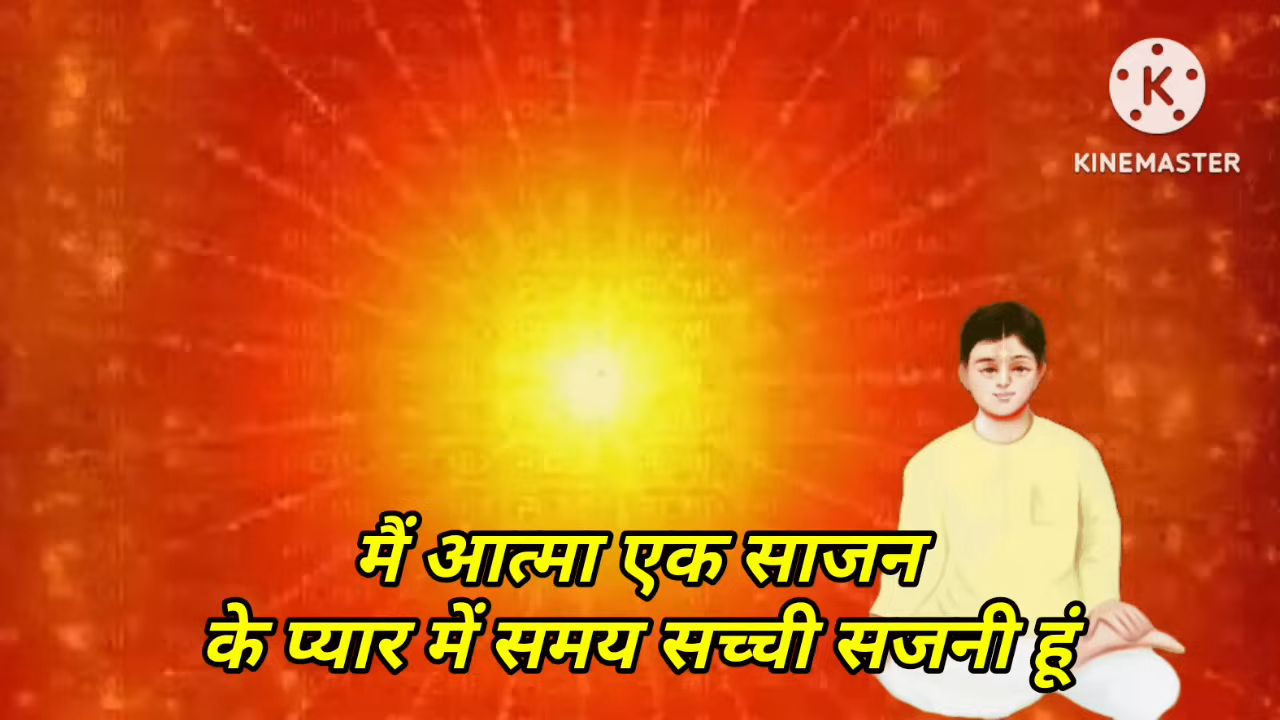 K
KINEMASTER
मैं आत्मा एक साजन
के प्यार में समय सच्ची सजनी हूं